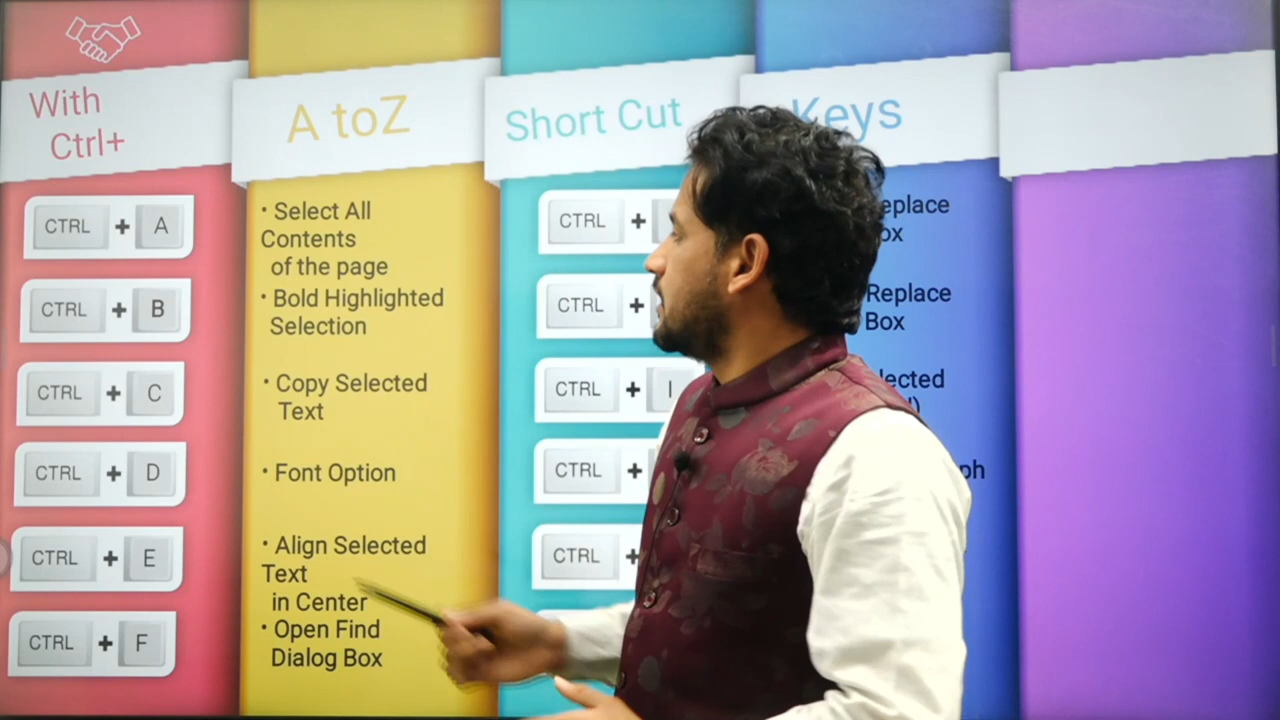 With
Ctrl+
A toZ
Short Cut
Keys
CTRL + A
• Select All
Contents
of the page
CTRL + B
• Bold Highlighted
Selection
CTRL + C
• Copy Selected
Text
CTRL + D
• Font Option
CTRL + E
• Align Selected
Text
in Center
CTRL + F
• Open Find
Dialog Box
CTRL +
CTRL +
CTRL + I
CTRL +
CTRL +
eplace
ox
Replace
Box
lected
ph